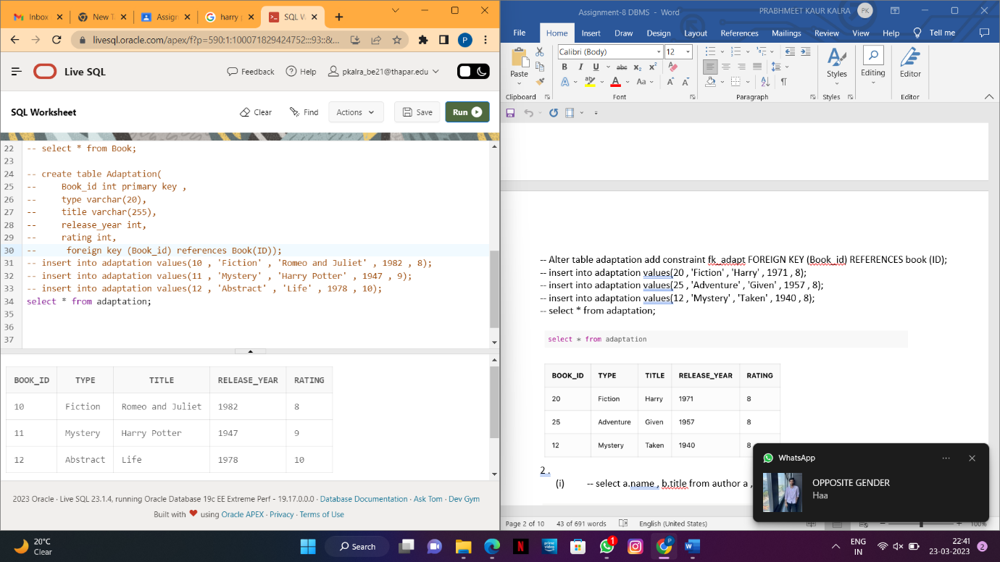 Inbox
New T
Assign
harry p
SQL W
livesql.oracle.com/apex/f?p=590:1:100071829424752:::93::&...
P
Live SQL
Feedback
Help
pkalra_be21@thapar.edu
SQL Worksheet
Clear
Find
Actions
Save
Run
22 -- select * from Book;
23
24 -- create table Adaptation(
25 -- Book_id int primary key ,
26 -- type varchar(20),
27 -- title varchar(255),
28 -- release_year int,
29 -- rating int,
30 -- foreign key (Book_id) references Book(ID));
31 -- insert into adaptation values(10 , 'Fiction' , 'Romeo and Juliet' , 1982 , 8);
32 -- insert into adaptation values(11 , 'Mystery' , 'Harry Potter' , 1947 , 9);
33 -- insert into adaptation values(12 , 'Abstract' , 'Life' , 1978 , 10);
34 select * from adaptation;
35
36
37
BOOK_ID TYPE TITLE RELEASE_YEAR RATING
10 Fiction Romeo and Juliet 1982 8
11 Mystery Harry Potter 1947 9
12 Abstract Life 1978 10
2023 Oracle · Live SQL 23.1.4, running Oracle Database 19c EE Extreme Perf - 19.17.0.0.0 · Database Documentation · Ask Tom · Dev Gym
Built with ❤ using Oracle APEX · Privacy · Terms of Use
Assignment-8 DBMS - Word
PRABHMEET KAUR KALRA
PK
File Home Insert Draw Design Layout References Mailings Review View Help Tell me
Paste
Calibri (Body) 12
Styles
Editing
Editor
Clipboard Font Paragraph Styles Editor
-- Alter table adaptation add constraint fk_adapt FOREIGN KEY (Book_id) REFERENCES book (ID);
-- insert into adaptation values(20 , 'Fiction' , 'Harry' , 1971 , 8);
-- insert into adaptation values(25 , 'Adventure' , 'Given' , 1957 , 8);
-- insert into adaptation values(12 , 'Mystery' , 'Taken' , 1940 , 8);
-- select * from adaptation;
select * from adaptation
BOOK_ID TYPE TITLE RELEASE_YEAR RATING
20 Fiction Harry 1971 8
25 Adventure Given 1957 8
12 Mystery Taken 1940 8
2 .
(i) -- select a.name , b.title from author a ,
WhatsApp
OPPOSITE GENDER
Haa
Page 2 of 10 43 of 691 words English (United States) 100%
20°C
Clear
Search
1
ENG
IN
22:41
23-03-2023
2